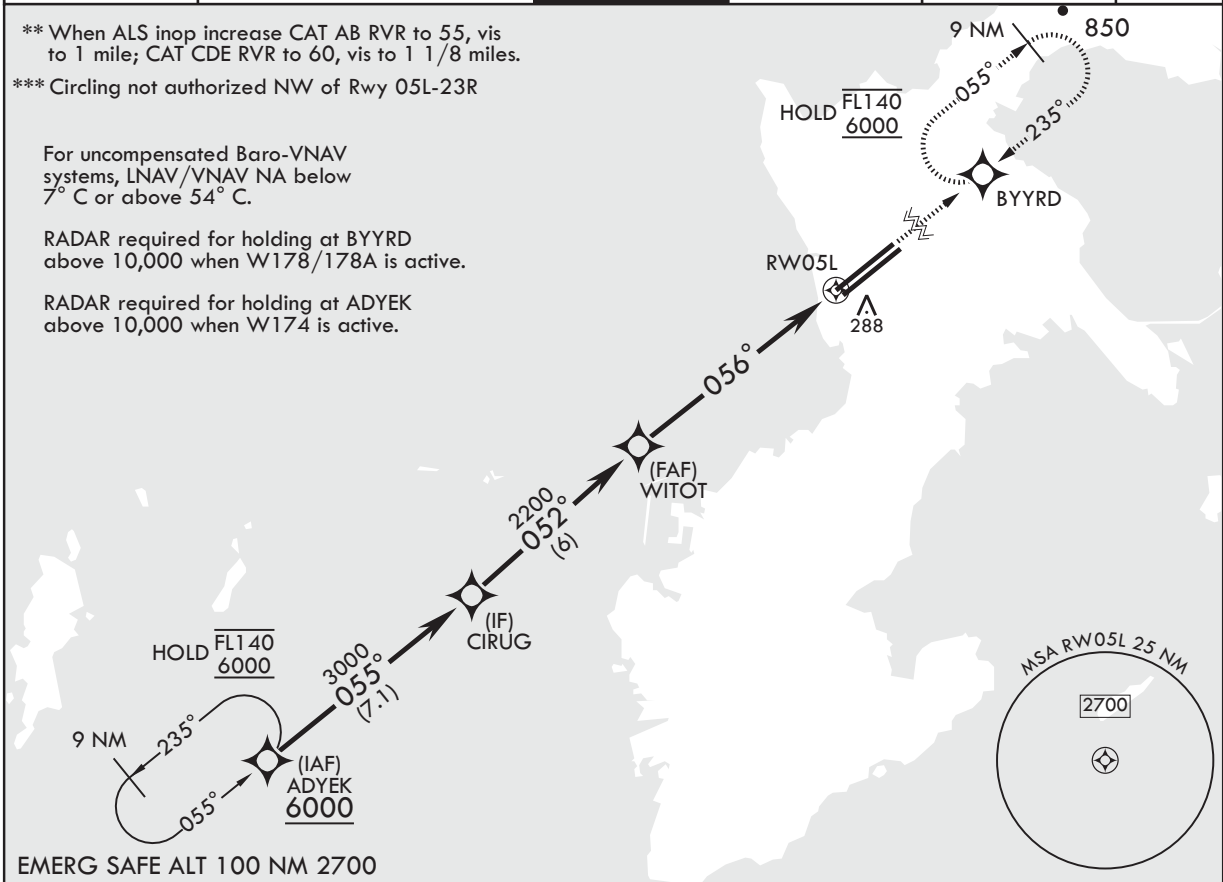 ** When ALS inop increase CAT AB RVR to 55, vis
to 1 mile; CAT CDE RVR to 60, vis to 1 1/8 miles.
*** Circling not authorized NW of Rwy 05L-23R
For uncompensated Baro-VNAV
systems, LNAV/VNAV NA below
7° C or above 54° C.
RADAR required for holding at BYYRD
above 10,000 when W178/178A is active.
RADAR required for holding at ADYEK
above 10,000 when W174 is active.
9 NM
850
055°
HOLD FL140
6000
235°
BYYRD
RW05L
288
056°
(FAF)
WITOT
2200
052°
(6)
(IF)
CIRUG
3000
055°
(7.1)
HOLD FL140
6000
9 NM
235°
055°
(IAF)
ADYEK
6000
MSA RW05L 25 NM
2700
EMERG SAFE ALT 100 NM 2700